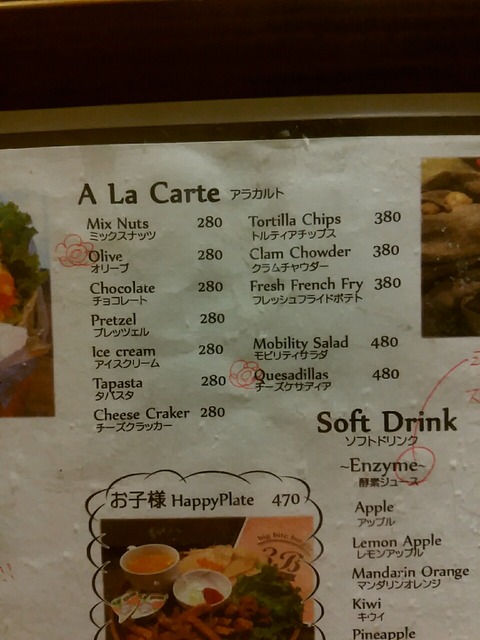 A La Carte アラカルト
Mix Nuts 280
ミックスナッツ
Olive 280
オリーブ
Chocolate 280
チョコレート
Pretzel 280
プレッツェル
Ice cream 280
アイスクリーム
Tapasta 280
タパスタ
Cheese Craker 280
チーズクラッカー
Tortilla Chips 380
トルティアチップス
Clam Chowder 380
クラムチャウダー
Fresh French Fry 380
フレッシュフライドポテト
Mobility Salad 480
モビリティサラダ
Quesadillas 480
チーズケサディア
Soft Drink
ソフトドリンク
~Enzyme~
酵素ジュース
Apple
アップル
Lemon Apple
レモンアップル
Mandarin Orange
マンダリンオレンジ
Kiwi
キウイ
Pineapple
お子様 HappyPlate 470
big bite
3B